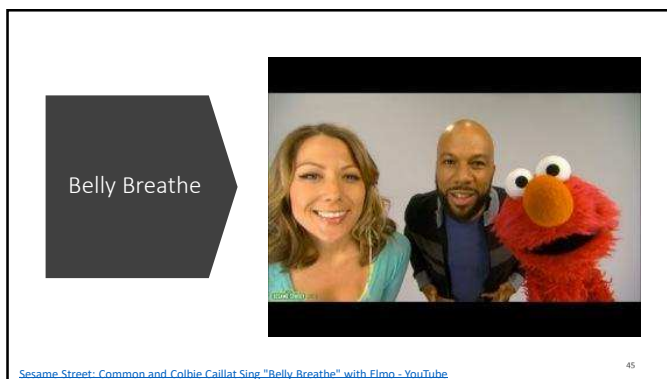 Belly Breathe
Sesame Street: Common and Colbie Caillat Sing "Belly Breathe" with Elmo - YouTube
45